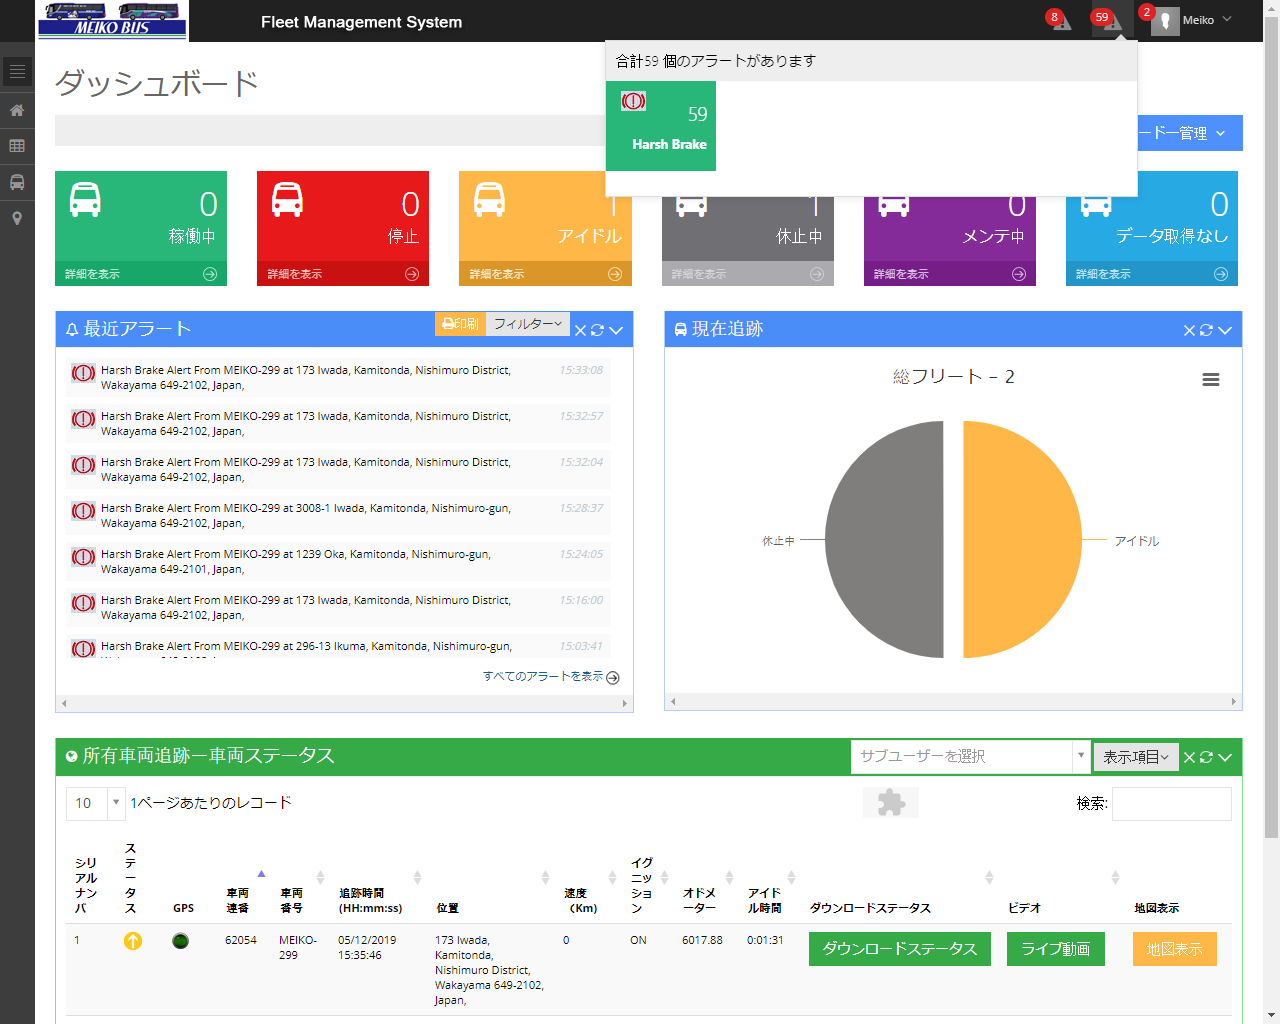 MEIKO BUS
Fleet Management System
8
59
2
Meiko
合計59 個のアラートがあります
59
Harsh Brake
ダッシュボード
ードー管理
0
稼働中
詳細を表示
0
停止
詳細を表示
1
アイドル
詳細を表示
1
休止中
詳細を表示
0
メンテ中
詳細を表示
0
データ取得なし
詳細を表示
最近アラート
印刷
フィルター
Harsh Brake Alert From MEIKO-299 at 173 Iwada, Kamitonda, Nishimuro District,
Wakayama 649-2102, Japan,
15:33:08
Harsh Brake Alert From MEIKO-299 at 173 Iwada, Kamitonda, Nishimuro District,
Wakayama 649-2102, Japan,
15:32:57
Harsh Brake Alert From MEIKO-299 at 173 Iwada, Kamitonda, Nishimuro District,
Wakayama 649-2102, Japan,
15:32:04
Harsh Brake Alert From MEIKO-299 at 3008-1 Iwada, Kamitonda, Nishimuro-gun,
Wakayama 649-2102, Japan,
15:28:37
Harsh Brake Alert From MEIKO-299 at 1239 Oka, Kamitonda, Nishimuro-gun,
Wakayama 649-2101, Japan,
15:24:05
Harsh Brake Alert From MEIKO-299 at 173 Iwada, Kamitonda, Nishimuro District,
Wakayama 649-2102, Japan,
15:16:00
Harsh Brake Alert From MEIKO-299 at 296-13 Ikuma, Kamitonda, Nishimuro-gun,
15:03:41
すべてのアラートを表示
現在追跡
総フリート – 2
休止中
アイドル
所有車両追跡ー車両ステータス
サブユーザーを選択
表示項目
10
1ページあたりのレコード
検索:
シリアルナンバ
ステータス
GPS
車両連番
車両番号
追跡時間 (HH:mm:ss)
位置
速度 (Km)
イグニッション
オドメーター
アイドル時間
ダウンロードステータス
ビデオ
地図表示
1
62054
MEIKO-299
05/12/2019 15:35:46
173 Iwada,
Kamitonda,
Nishimuro District,
Wakayama 649-2102,
Japan,
0
ON
6017.88
0:01:31
ダウンロードステータス
ライブ動画
地図表示